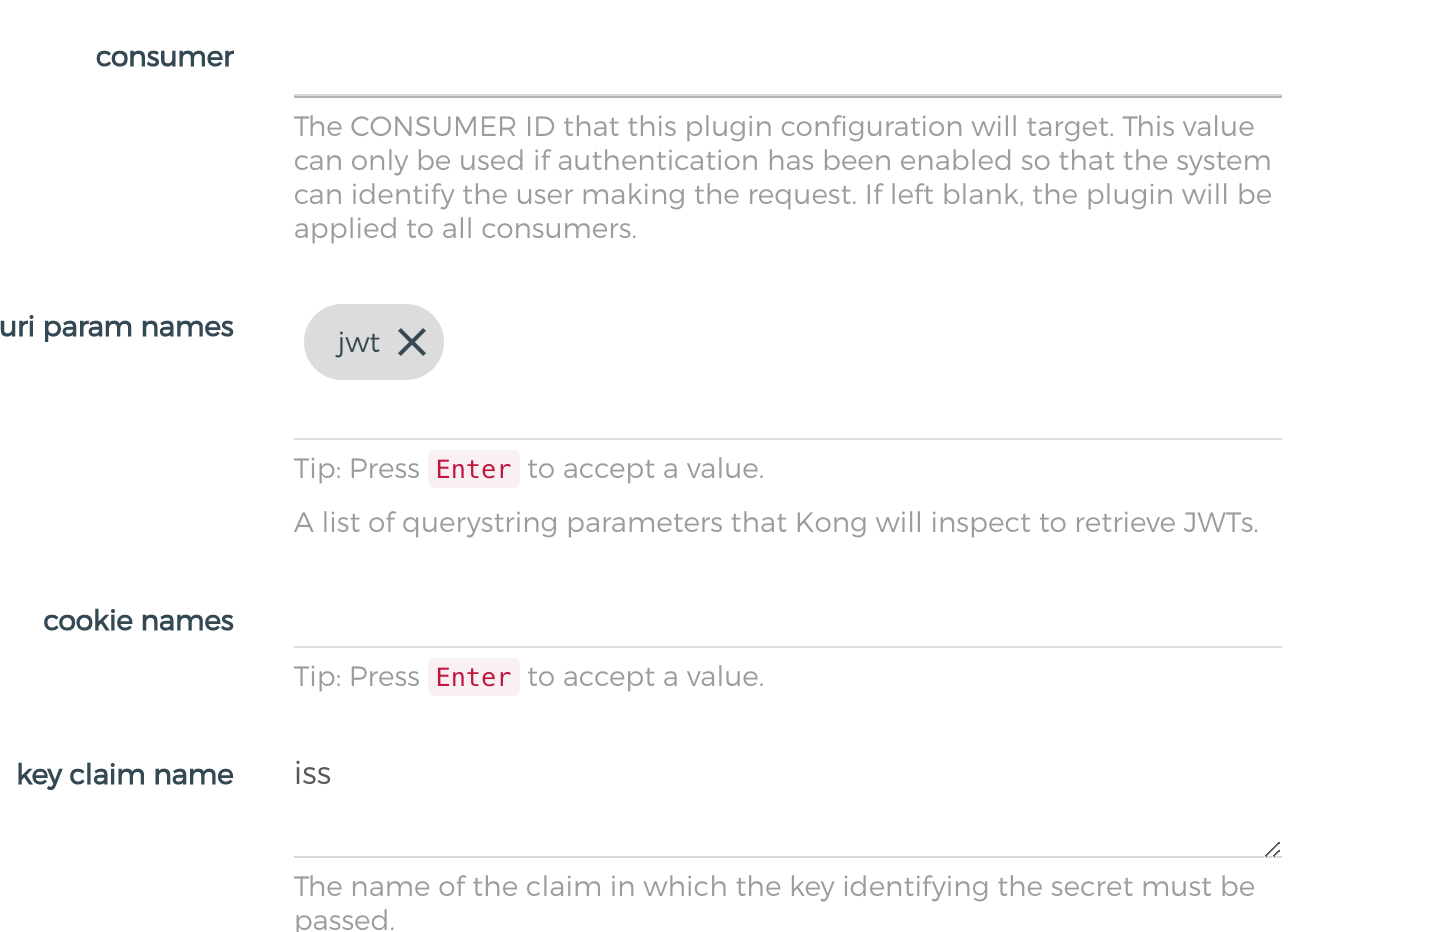 consumer
The CONSUMER ID that this plugin configuration will target. This value
can only be used if authentication has been enabled so that the system
can identify the user making the request. If left blank, the plugin will be
applied to all consumers.
uri param names
jwt
Tip: Press Enter to accept a value.
A list of querystring parameters that Kong will inspect to retrieve JWTs.
cookie names
Tip: Press Enter to accept a value.
key claim name
iss
The name of the claim in which the key identifying the secret must be
passed.